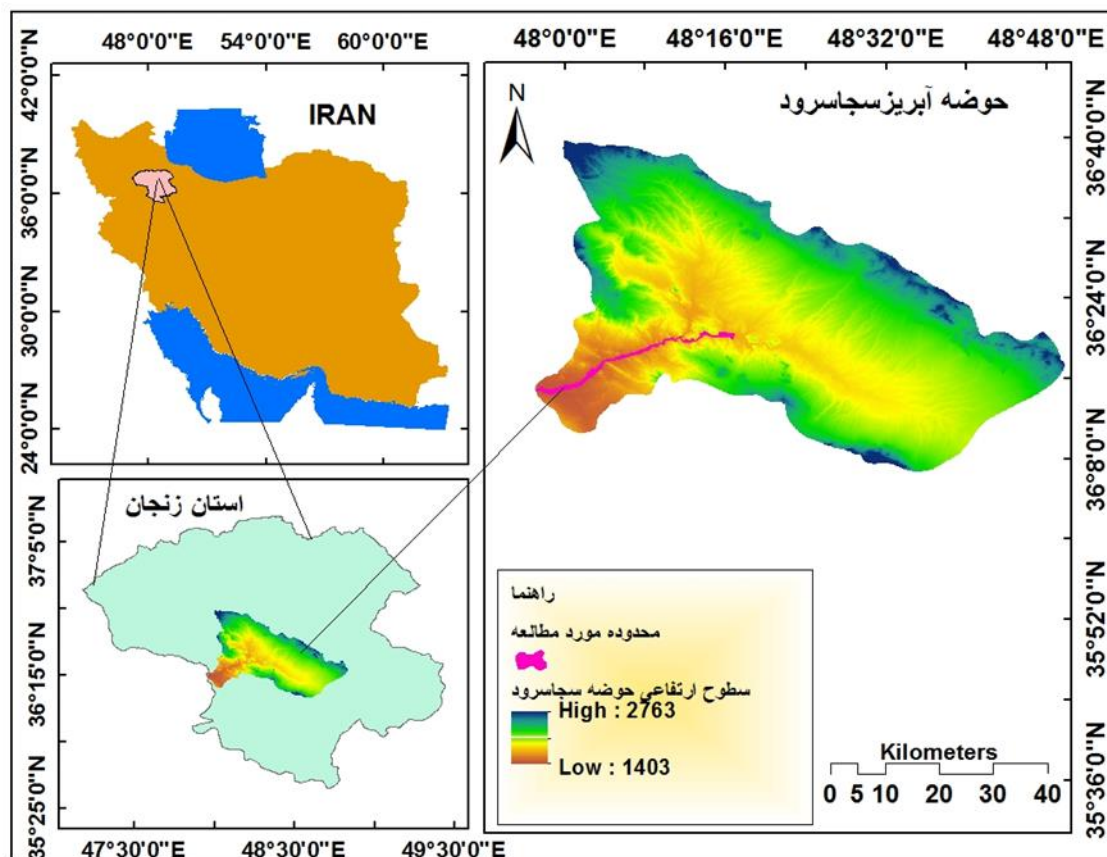 48°0'0"E 54°0'0"E 60°0'0"E
42°0'0"N
36°0'0"N
30°0'0"N
24°0'0"N
IRAN
48°0'0"E 48°16'0"E 48°32'0"E 48°48'0"E
N
حوضه آبریزسجاسرود
36°40'0"N
36°24'0"N
36°8'0"N
35°52'0"N
35°36'0"N
استان زنجان
37°5'0"N
36°15'0"N
35°25'0"N
47°30'0"E 48°30'0"E 49°30'0"E
راهنما
محدوده مورد مطالعه
سطوح ارتفاعي حوضه سجاسرود
High : 2763
Low : 1403
Kilometers
0 5 10 20 30 40